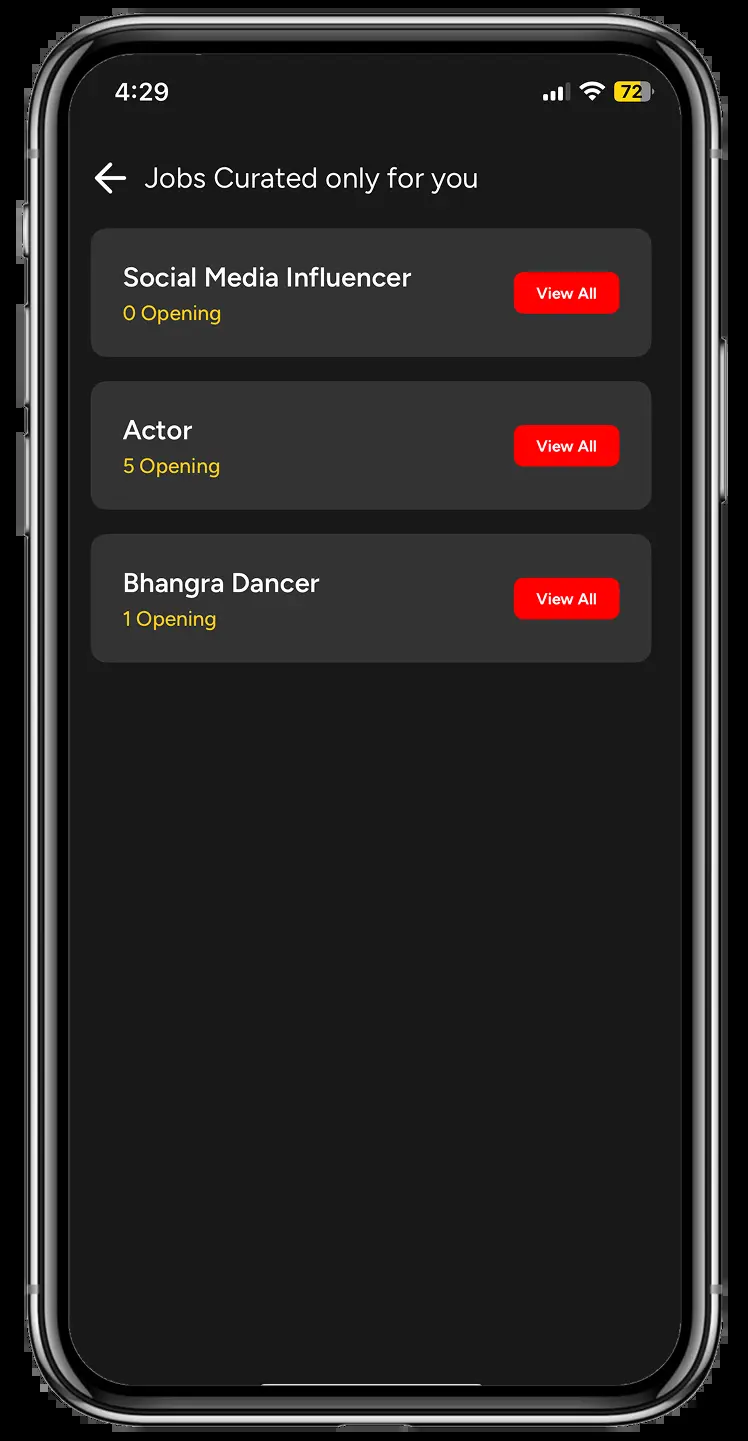 4:29
72
Jobs Curated only for you
Social Media Influencer
0 Opening
View All
Actor
5 Opening
View All
Bhangra Dancer
1 Opening
View All